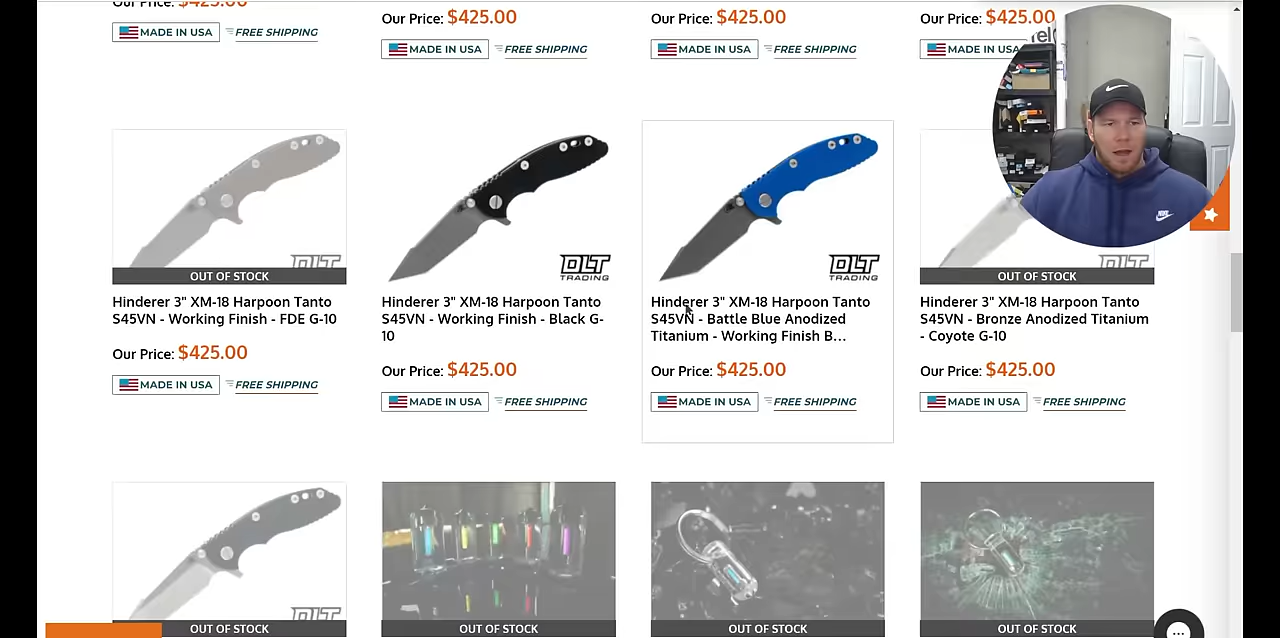 Our Price: $425.00
MADE IN USA FREE SHIPPING
Our Price: $425.00
MADE IN USA FREE SHIPPING
Our Price: $425.00
MADE IN USA FREE SHIPPING
Our Price: $425.00
MADE IN USA
OUT OF STOCK
Hinderer 3" XM-18 Harpoon Tanto
S45VN - Working Finish - FDE G-10
Our Price: $425.00
MADE IN USA FREE SHIPPING
DLT
TRADING
Hinderer 3" XM-18 Harpoon Tanto
S45VN - Working Finish - Black G-
10
Our Price: $425.00
MADE IN USA FREE SHIPPING
DLT
TRADING
Hinderer 3" XM-18 Harpoon Tanto
S45VN - Battle Blue Anodized
Titanium - Working Finish B...
Our Price: $425.00
MADE IN USA FREE SHIPPING
OUT OF STOCK
Hinderer 3" XM-18 Harpoon Tanto
S45VN - Bronze Anodized Titanium
- Coyote G-10
Our Price: $425.00
MADE IN USA FREE SHIPPING
DLT
OUT OF STOCK
OUT OF STOCK
OUT OF STOCK
OUT OF STOCK